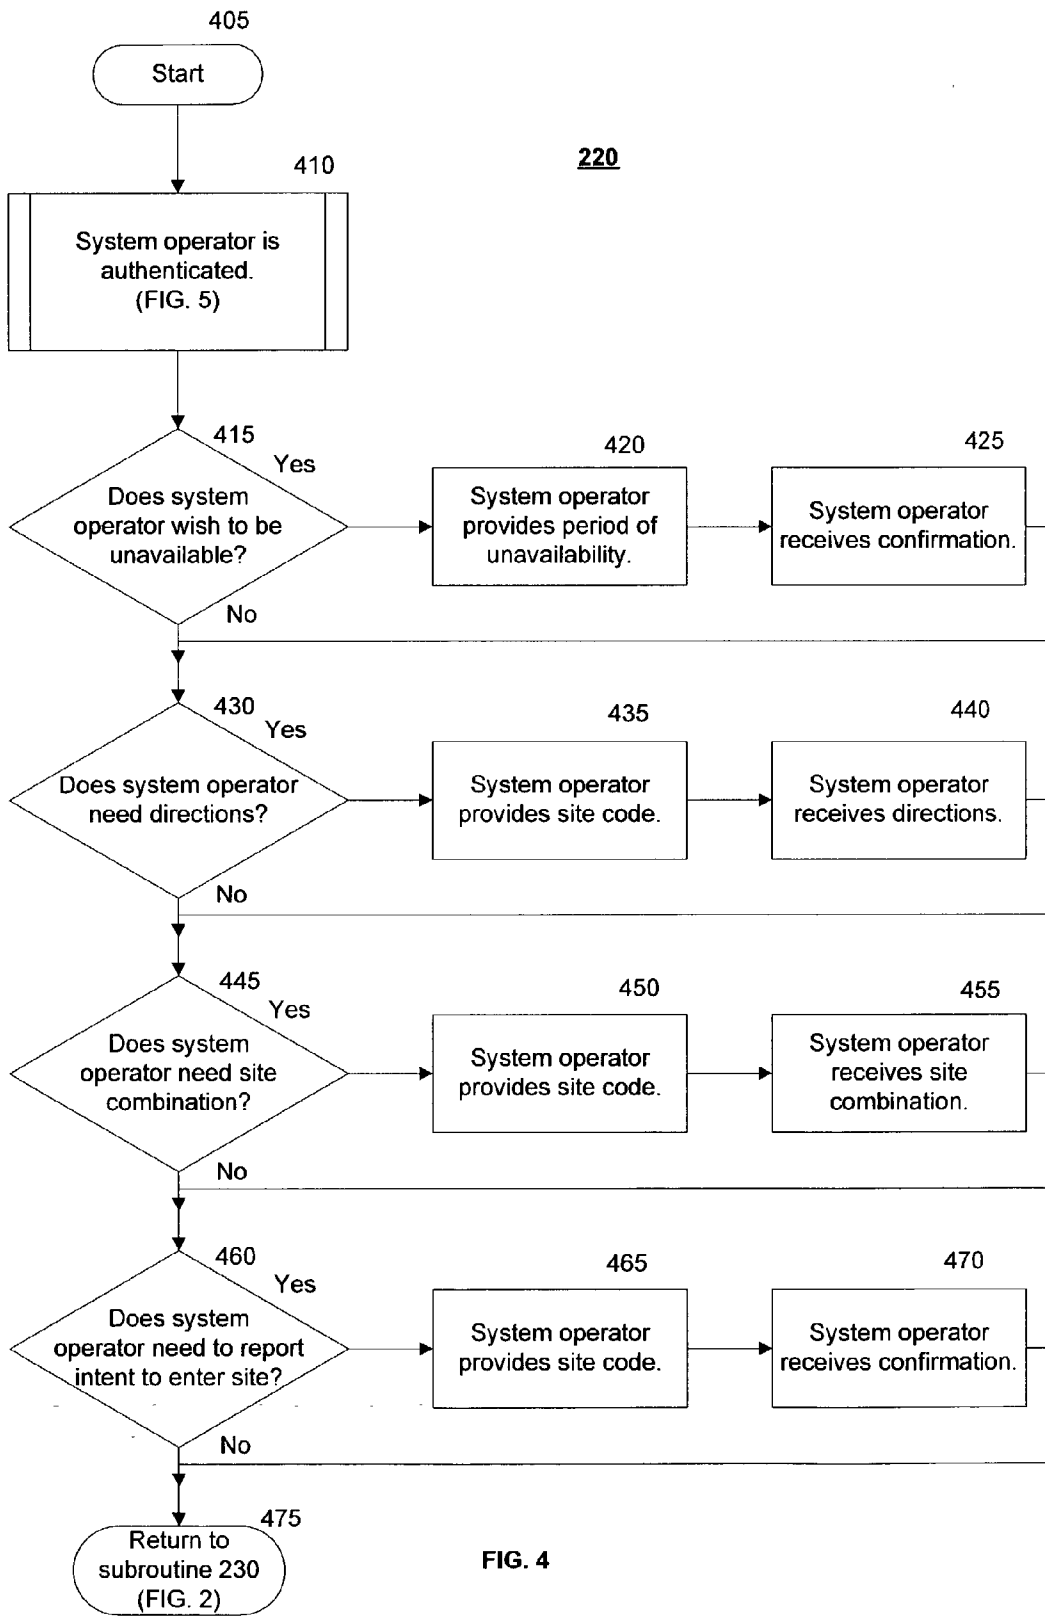 405
Start
410
220
System operator is
authenticated.
(FIG. 5)
415
Yes
Does system
operator wish to be
unavailable?
No
420
System operator
provides period of
unavailability.
425
System operator
receives confirmation.
430
Yes
Does system operator
need directions?
No
435
System operator
provides site code.
440
System operator
receives directions.
445
Yes
Does system
operator need site
combination?
No
450
System operator
provides site code.
455
System operator
receives site
combination.
460
Yes
Does system
operator need to report
intent to enter site?
No
465
System operator
provides site code.
470
System operator
receives confirmation.
475
Return to
subroutine 230
(FIG. 2)
FIG. 4